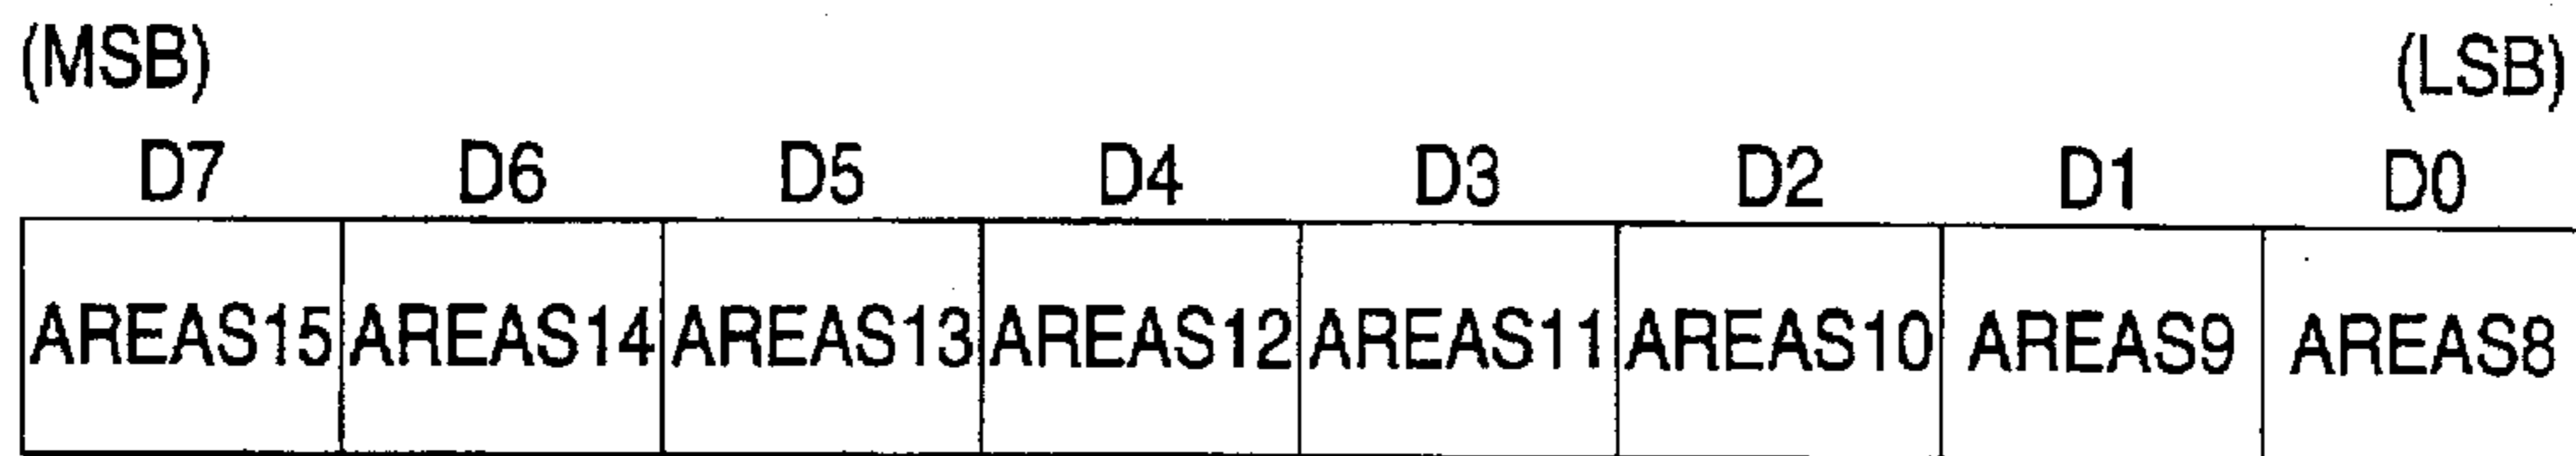 (MSB) (LSB)
D7 D6 D5 D4 D3 D2 D1 D0
AREAS15 AREAS14 AREAS13 AREAS12 AREAS11 AREAS10 AREAS9 AREAS8